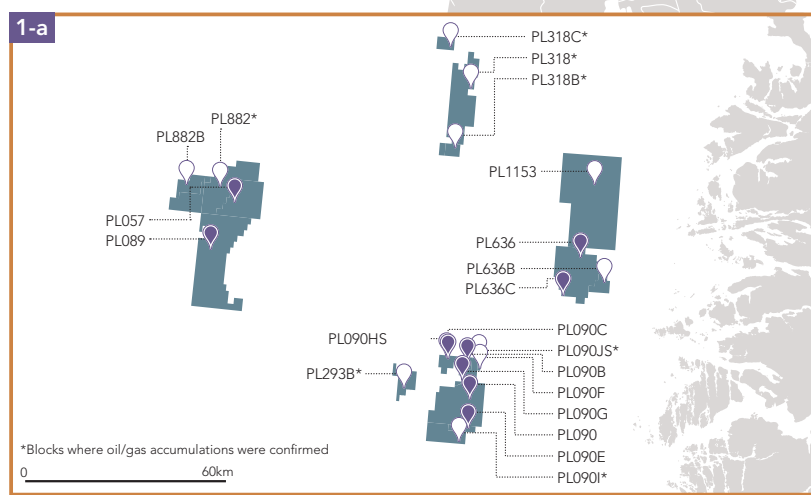 1-a
PL318C*
PL318*
PL318B*
PL882*
PL882B
PL1153
PL057
PL089
PL636
PL636B
PL636C
PL090C
PL090HS
PL090JS*
PL090B
PL293B*
PL090F
PL090G
PL090
PL090E
PL090I*
*Blocks where oil/gas accumulations were confirmed
0 60km